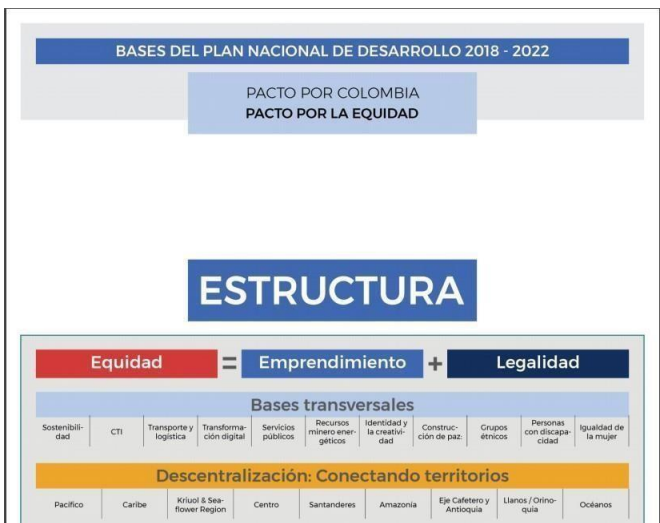 BASES DEL PLAN NACIONAL DE DESARROLLO 2018 - 2022
PACTO POR COLOMBIA
PACTO POR LA EQUIDAD
ESTRUCTURA
Equidad = Emprendimiento + Legalidad
Bases transversales
Sostenibili-
dad
CTI
Transporte y
logística
Transforma-
ción digital
Servicios
públicos
Recursos
minero ener-
géticos
Identidad y
la creativi-
dad
Construc-
ción de paz:
Grupos
étnicos
Personas
con discapa-
cidad
Igualdad de
la mujer
Descentralización: Conectando territorios
Pacífico
Caribe
Kriuol & Sea-
flower Region
Centro
Santanderes
Amazonía
Eje Cafetero y
Antioquia
Llanos / Orino-
quia
Océanos